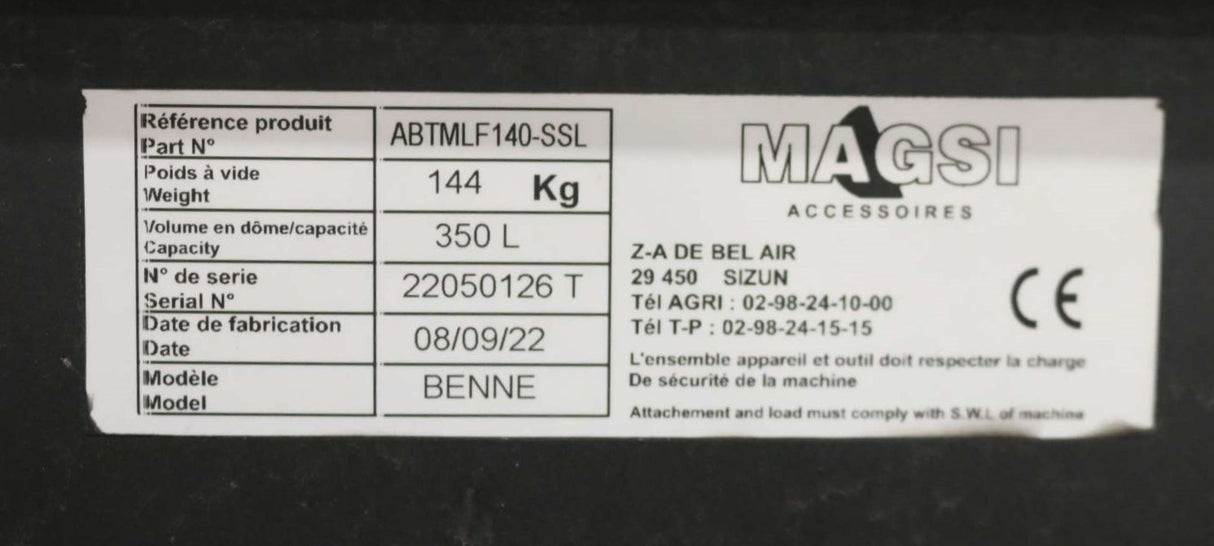 Référence produit
Part N°
ABTMLF140-SSL
Poids à vide
Weight
144 Kg
Volume en dôme/capacité
Capacity
350 L
N° de serie
Serial N°
22050126 T
Date de fabrication
Date
08/09/22
Modèle
Model
BENNE
MAGSI
ACCESSOIRES
Z-A DE BEL AIR
29 450 SIZUN
Tél AGRI : 02-98-24-10-00
Tél T-P : 02-98-24-15-15
CE
L'ensemble appareil et outil doit respecter la charge
De sécurité de la machine
Attachement and load must comply with S.W.L of machine